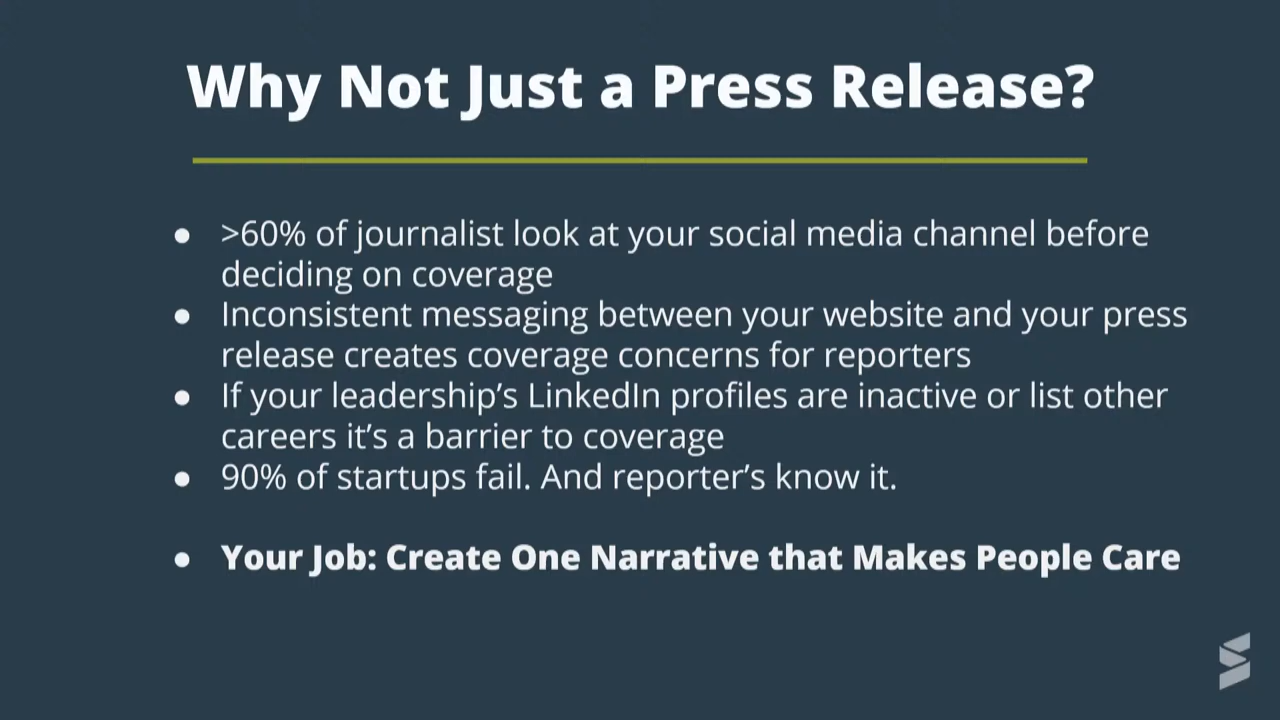 Why Not Just a Press Release?
● >60% of journalist look at your social media channel before
deciding on coverage
● Inconsistent messaging between your website and your press
release creates coverage concerns for reporters
● If your leadership’s LinkedIn profiles are inactive or list other
careers it’s a barrier to coverage
● 90% of startups fail. And reporter’s know it.
● Your Job: Create One Narrative that Makes People Care